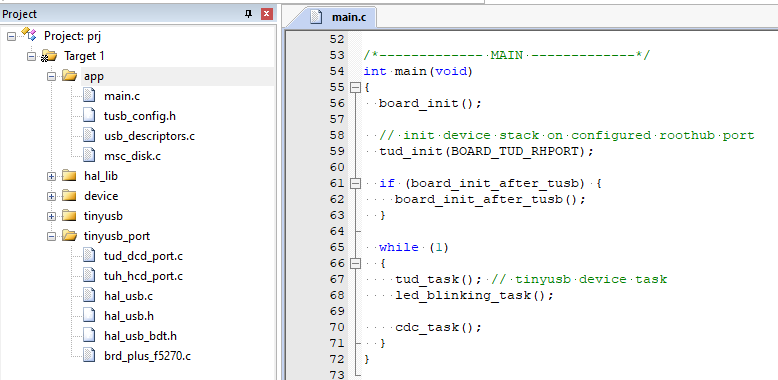 Project
Project: prj
Target 1
app
main.c
tusb_config.h
usb_descriptors.c
msc_disk.c
hal_lib
device
tinyusb
tinyusb_port
tud_dcd_port.c
tuh_hcd_port.c
hal_usb.c
hal_usb.h
hal_usb_bdt.h
brd_plus_f5270.c
main.c
52
53 /*------------- MAIN -------------*/
54 int main(void)
55 {
56 board_init();
57
58 // init device stack on configured roothub port
59 tud_init(BOARD_TUD_RHPORT);
60
61 if (board_init_after_tusb) {
62 board_init_after_tusb();
63 }
64
65 while (1)
66 {
67 tud_task(); // tinyusb device task
68 led_blinking_task();
69
70 cdc_task();
71 }
72 }
73